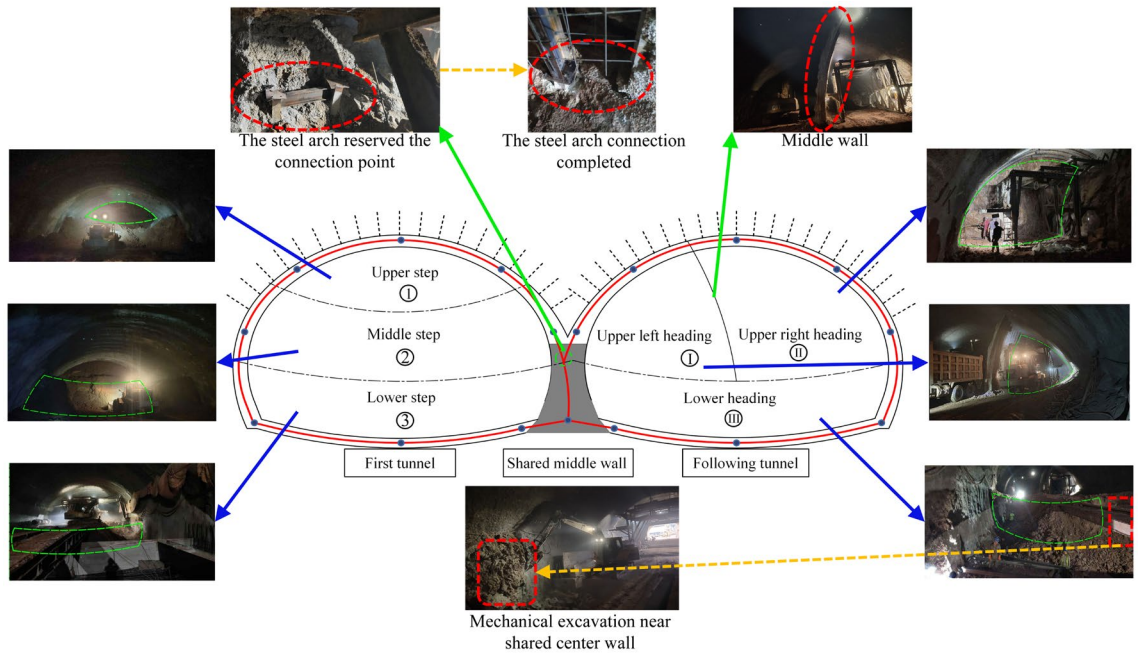 The steel arch reserved the
connection point
The steel arch connection
completed
Middle wall
Upper step
①
Middle step
②
Lower step
③
Upper left heading
Ⓘ
Upper right heading
Ⅱ
Lower heading
Ⅲ
First tunnel
Shared middle wall
Following tunnel
Mechanical excavation near
shared center wall